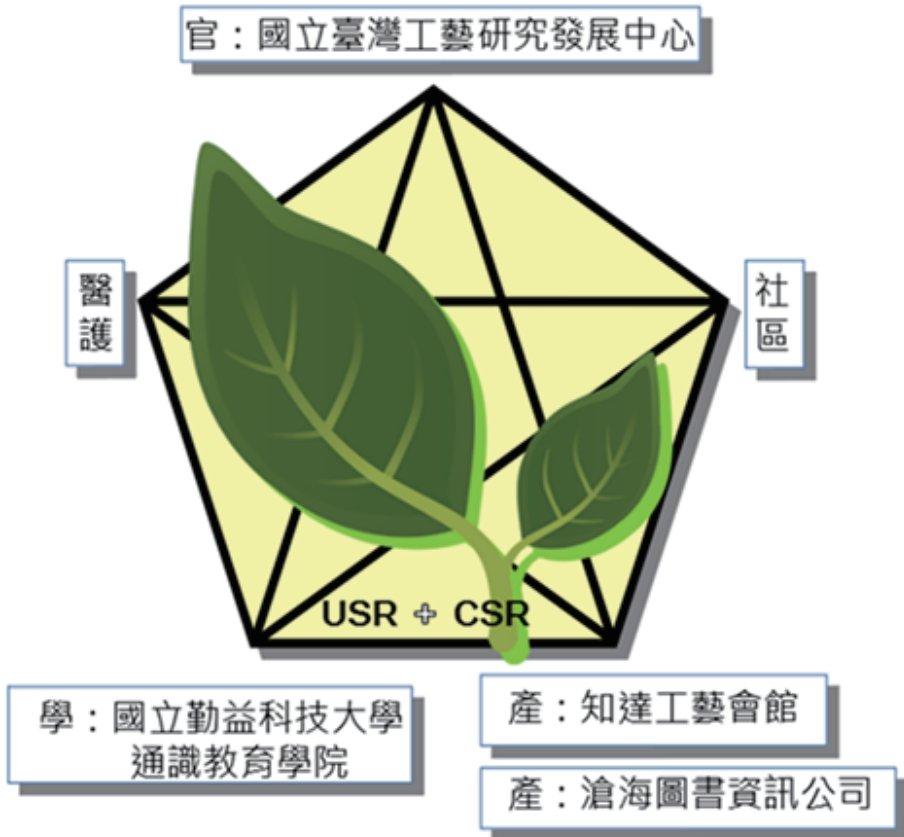 官：國立臺灣工藝研究發展中心
醫護
社區
USR + CSR
學：國立勤益科技大學
通識教育學院
產：知達工藝會館
產：滄海圖書資訊公司